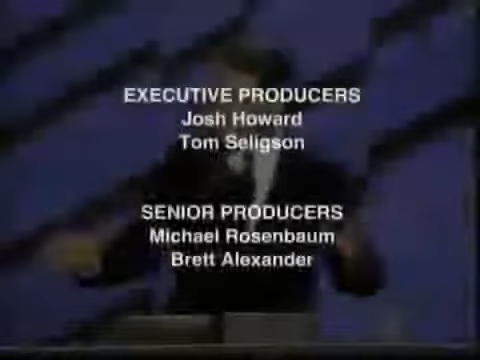 EXECUTIVE PRODUCERS
Josh Howard
Tom Seligson
SENIOR PRODUCERS
Michael Rosenbaum
Brett Alexander